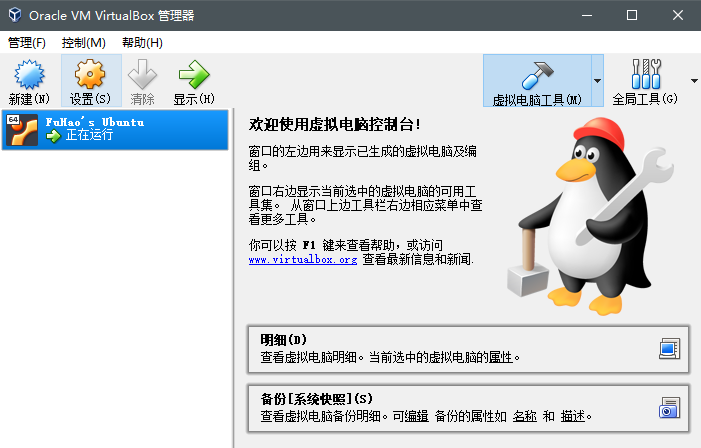 Oracle VM VirtualBox 管理器
管理(F) 控制(M) 帮助(H)
新建(N) 设置(S) 清除 显示(H) 虚拟电脑工具(M) 全局工具(G)
64
FuHao's Ubuntu
正在运行
欢迎使用虚拟电脑控制台!
窗口的左边用来显示已生成的虚拟电脑及编
组。
窗口右边显示当前选中的虚拟电脑的可用工
具集。 从窗口上边工具栏右边相应菜单中查
看更多工具。
你可以按 F1 键来查看帮助，或访问
www.virtualbox.org 查看最新信息和新闻.
明细(D)
查看虚拟电脑明细。当前选中的虚拟电脑的属性。
备份[系统快照](S)
查看虚拟电脑备份明细。可编辑 备份的属性如 名称 和 描述。